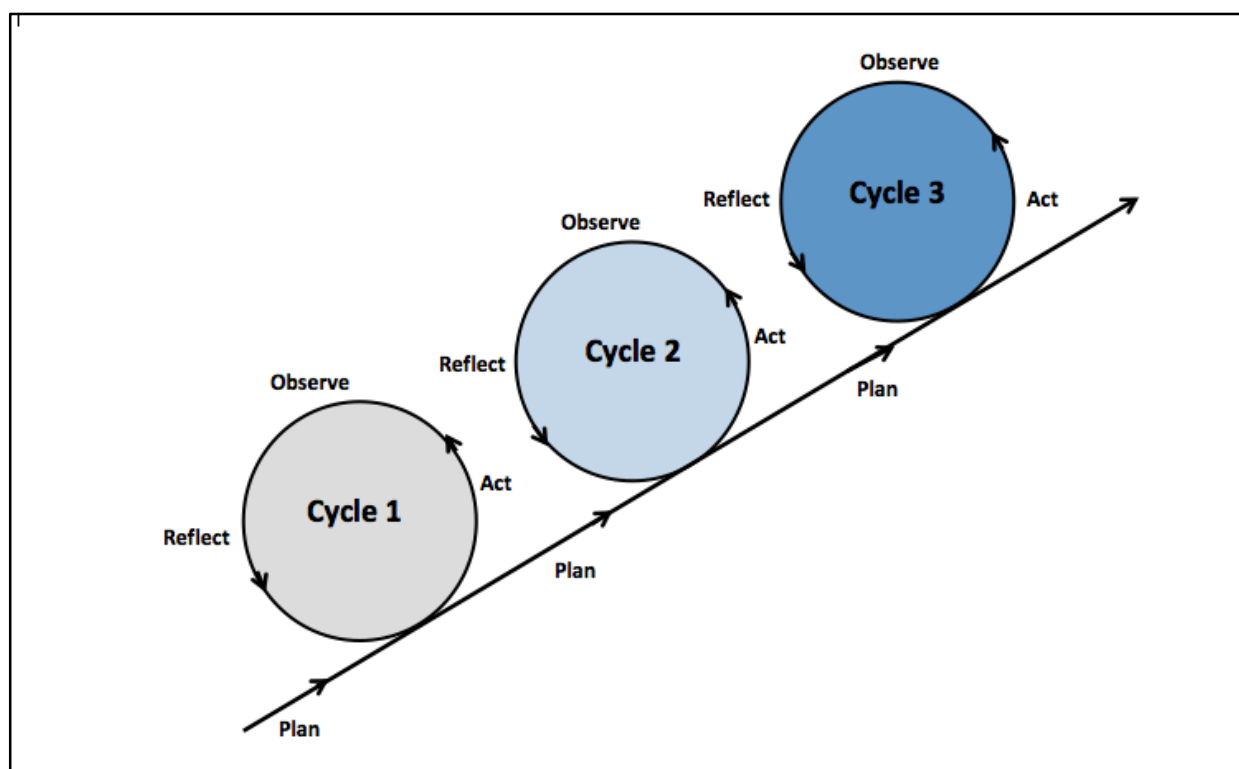 Observe
Reflect
Cycle 3
Act
Observe
Reflect
Cycle 2
Act
Plan
Observe
Reflect
Cycle 1
Act
Plan
Plan